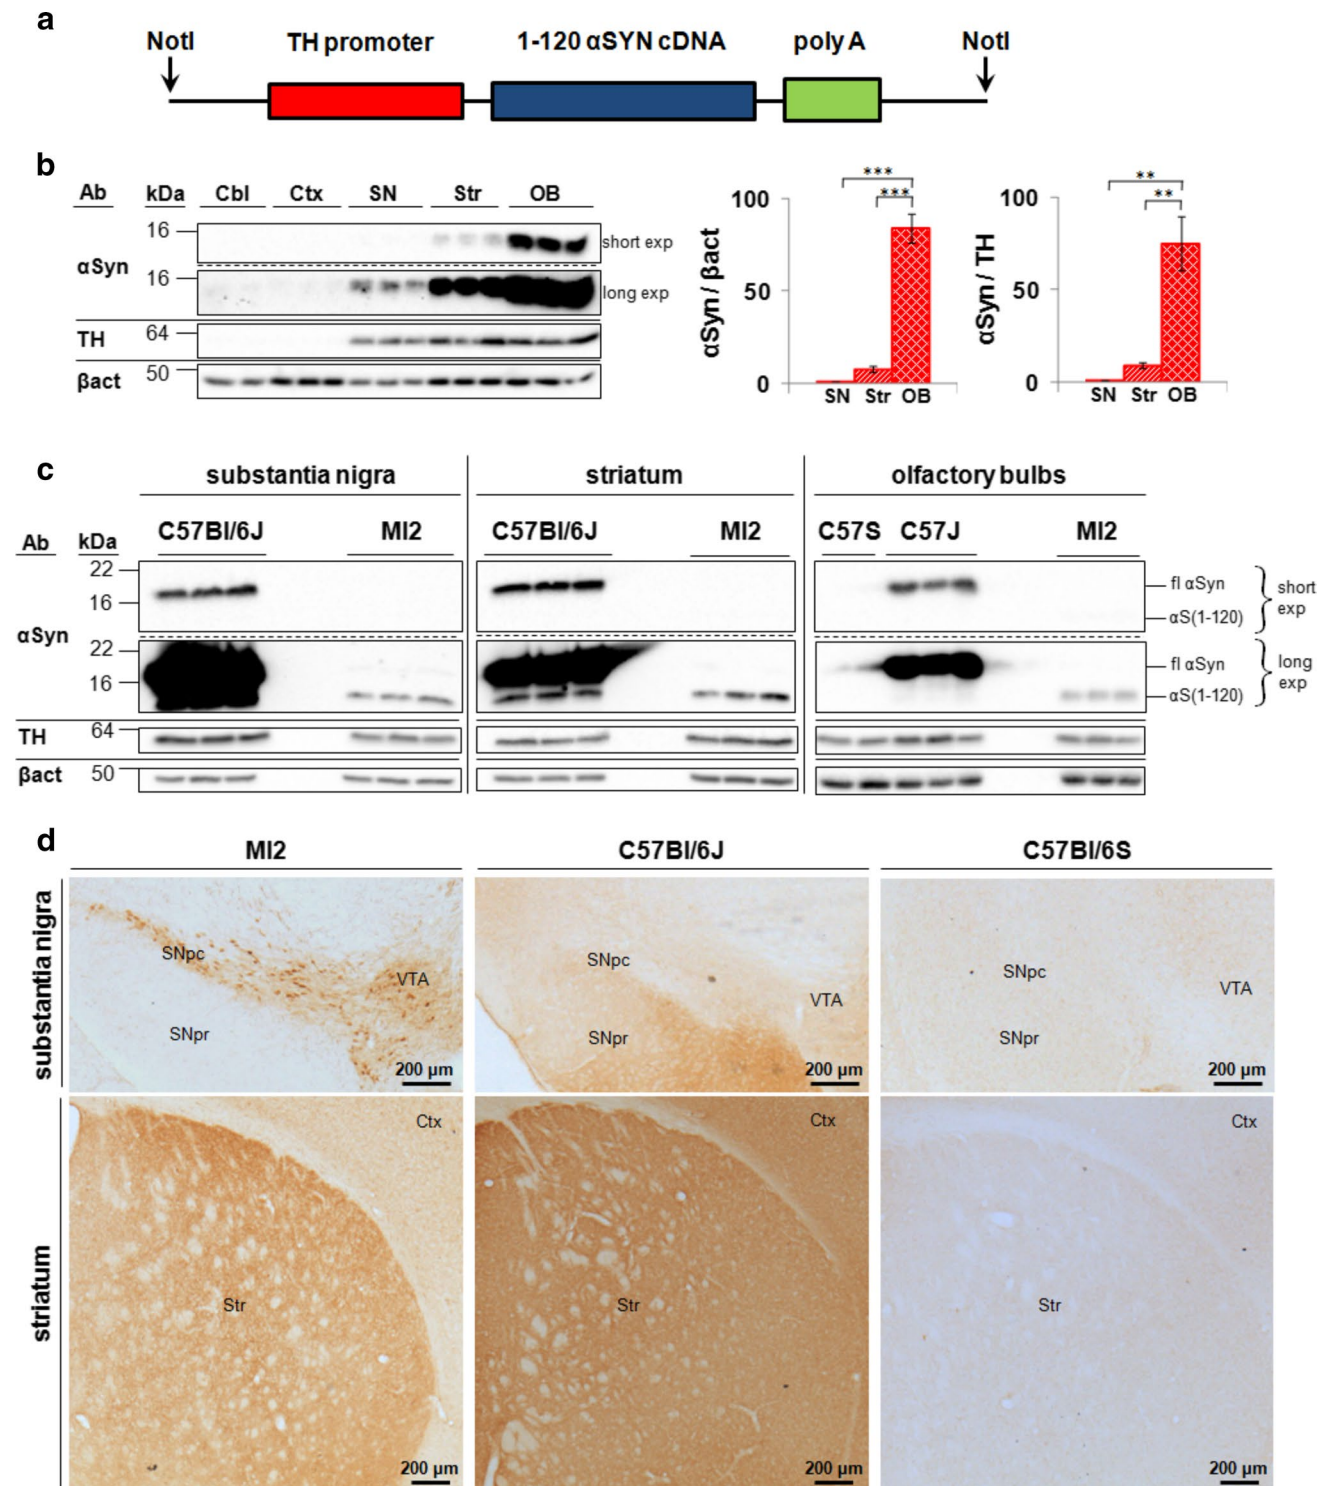 a
NotI TH promoter 1-120 αSYN cDNA poly A NotI
b
Ab kDa Cbl Ctx SN Str OB
αSyn 16 short exp
16 long exp
TH 64
βact 50
αSyn / βact
100
50
0
*** ***
SN Str OB
αSyn / TH
100
50
0
** **
SN Str OB
c
substantia nigra striatum olfactory bulbs
Ab kDa C57Bl/6J MI2 C57Bl/6J MI2 C57S C57J MI2
αSyn
22 fl αSyn
16 αS(1-120)
short exp
22 fl αSyn
16 αS(1-120)
long exp
TH 64
βact 50
d
MI2 C57Bl/6J C57Bl/6S
substantia nigra
SNpc VTA SNpr 200 µm
SNpc VTA SNpr 200 µm
SNpc VTA SNpr 200 µm
striatum
Ctx Str 200 µm
Ctx Str 200 µm
Ctx Str 200 µm